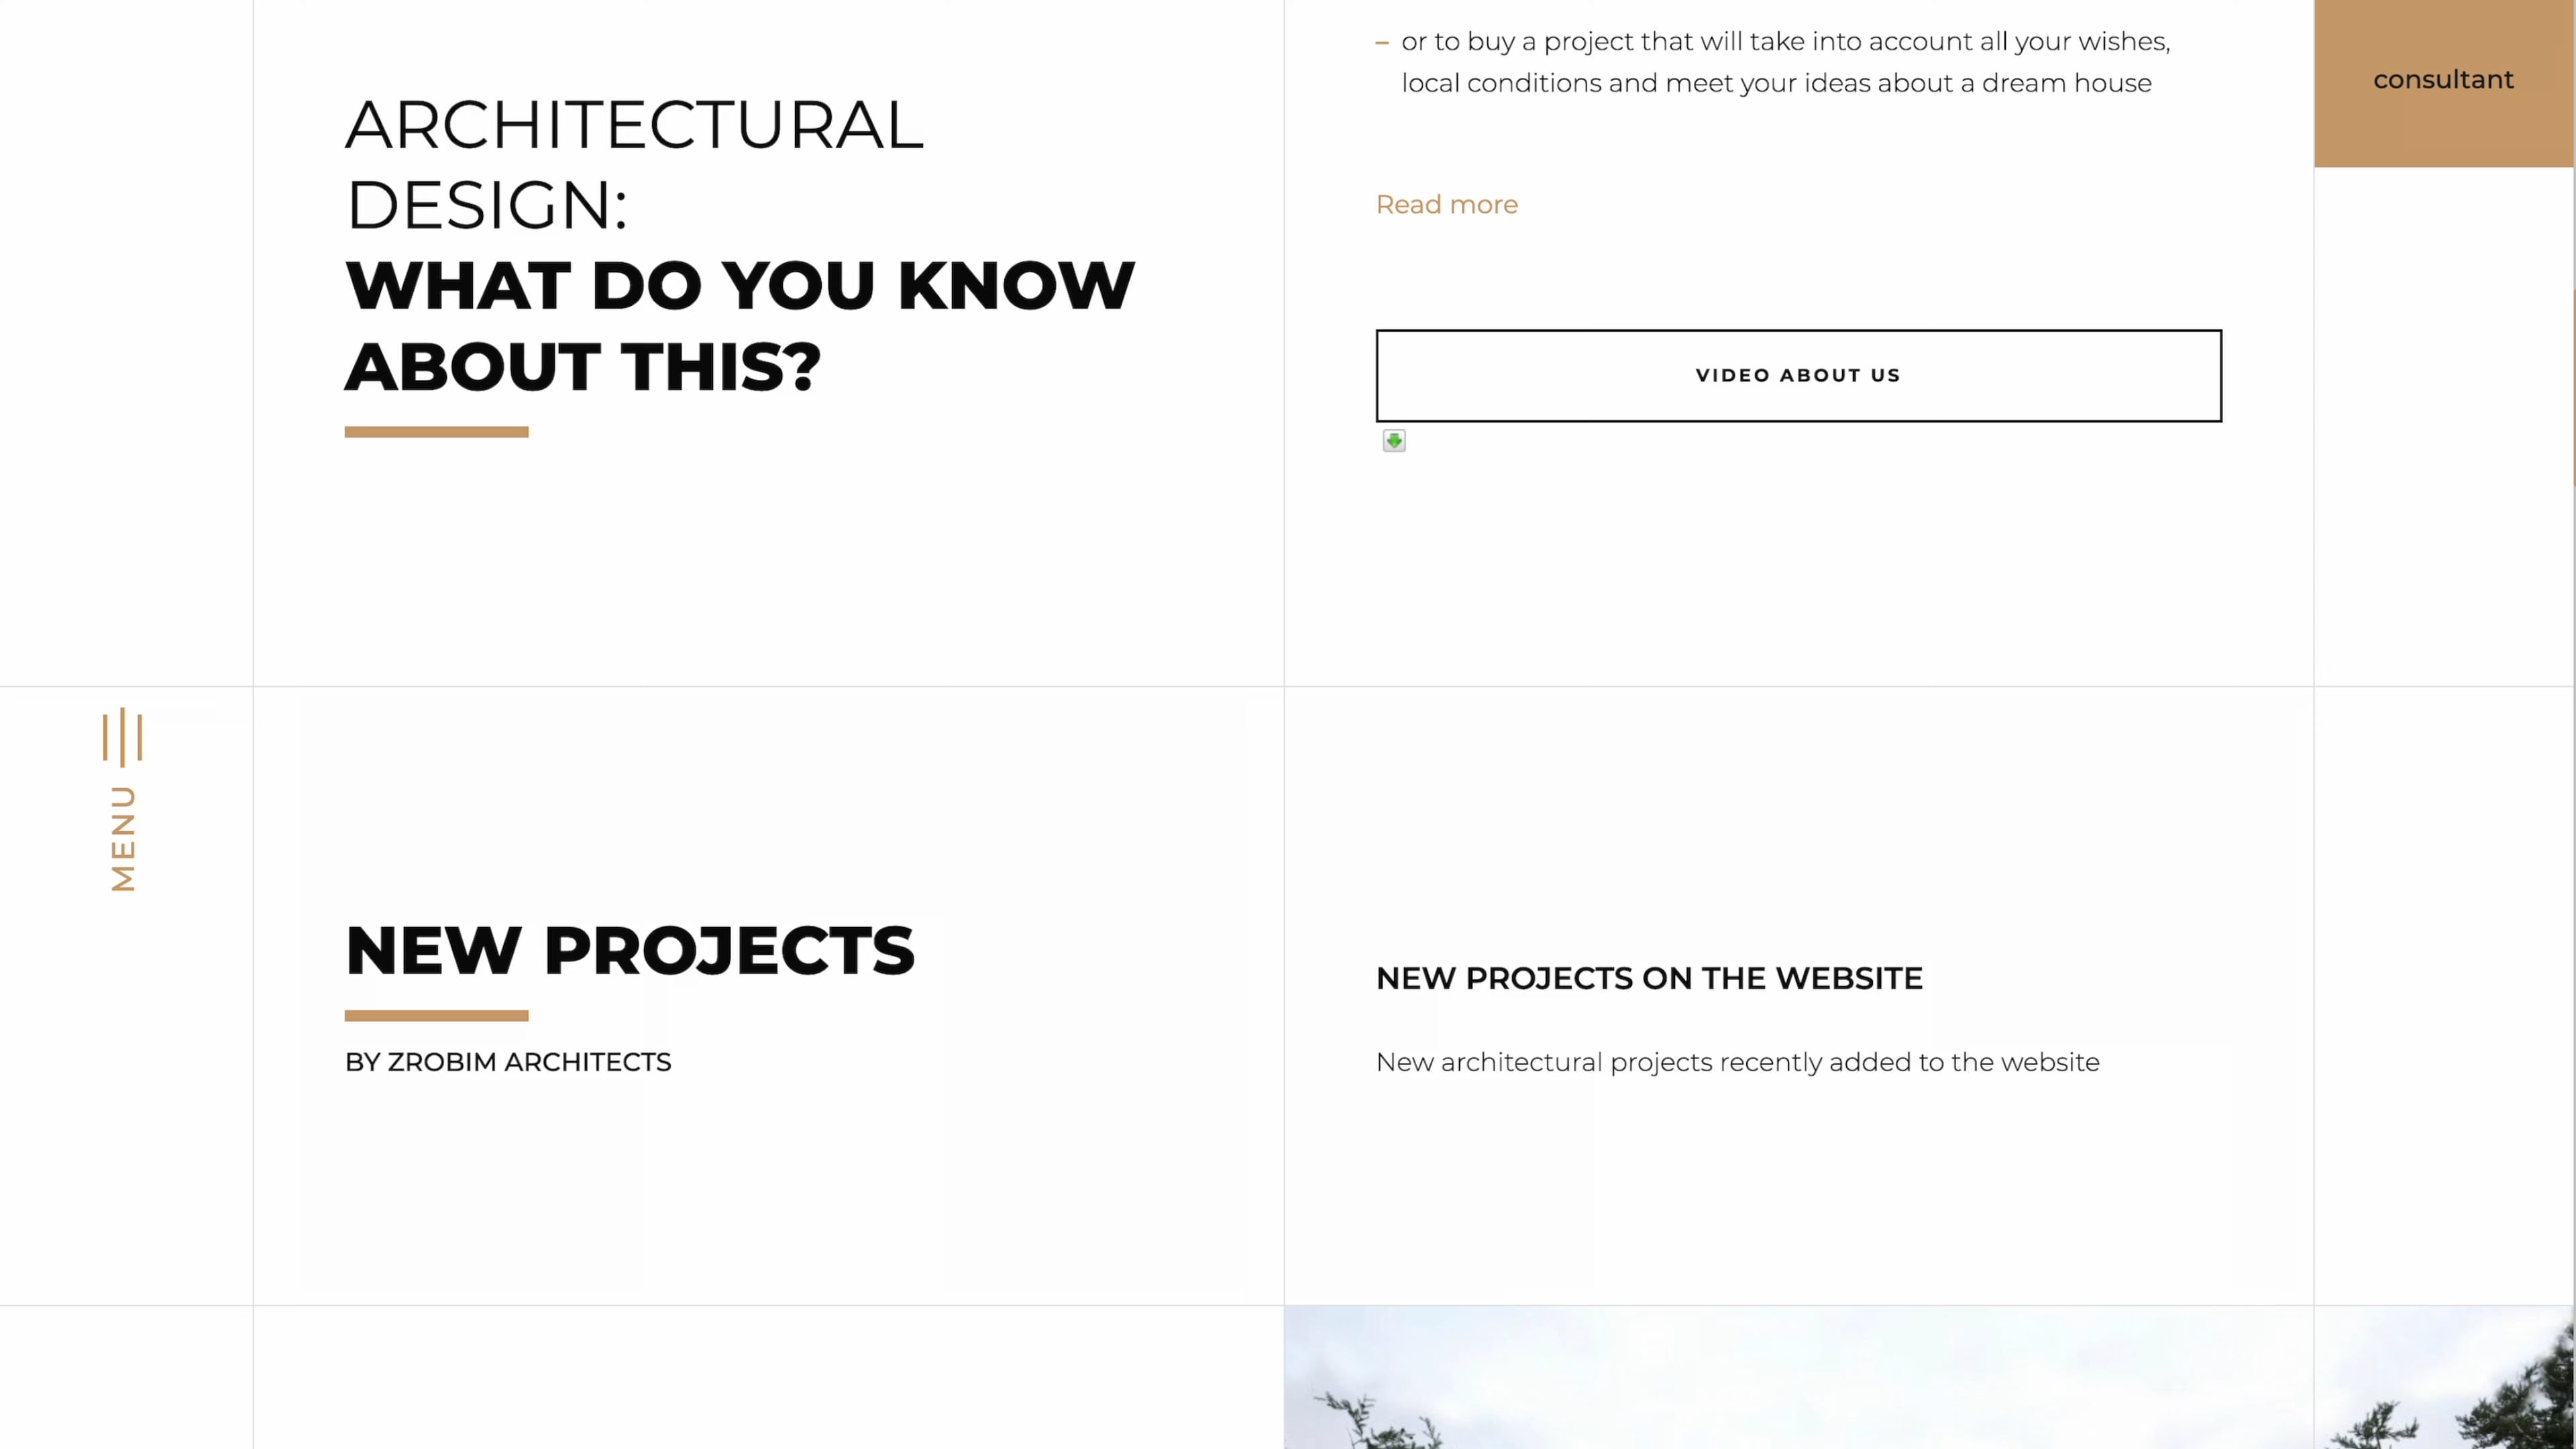 ARCHITECTURAL
DESIGN:
WHAT DO YOU KNOW
ABOUT THIS?
– or to buy a project that will take into account all your wishes,
local conditions and meet your ideas about a dream house
Read more
VIDEO ABOUT US
consultant
MENU
NEW PROJECTS
BY ZROBIM ARCHITECTS
NEW PROJECTS ON THE WEBSITE
New architectural projects recently added to the website